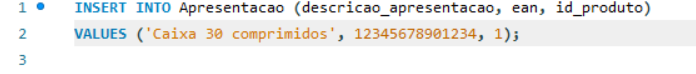 1 INSERT INTO Apresentacao (descricao_apresentacao, ean, id_produto)
2 VALUES ('Caixa 30 comprimidos', 12345678901234, 1);
3